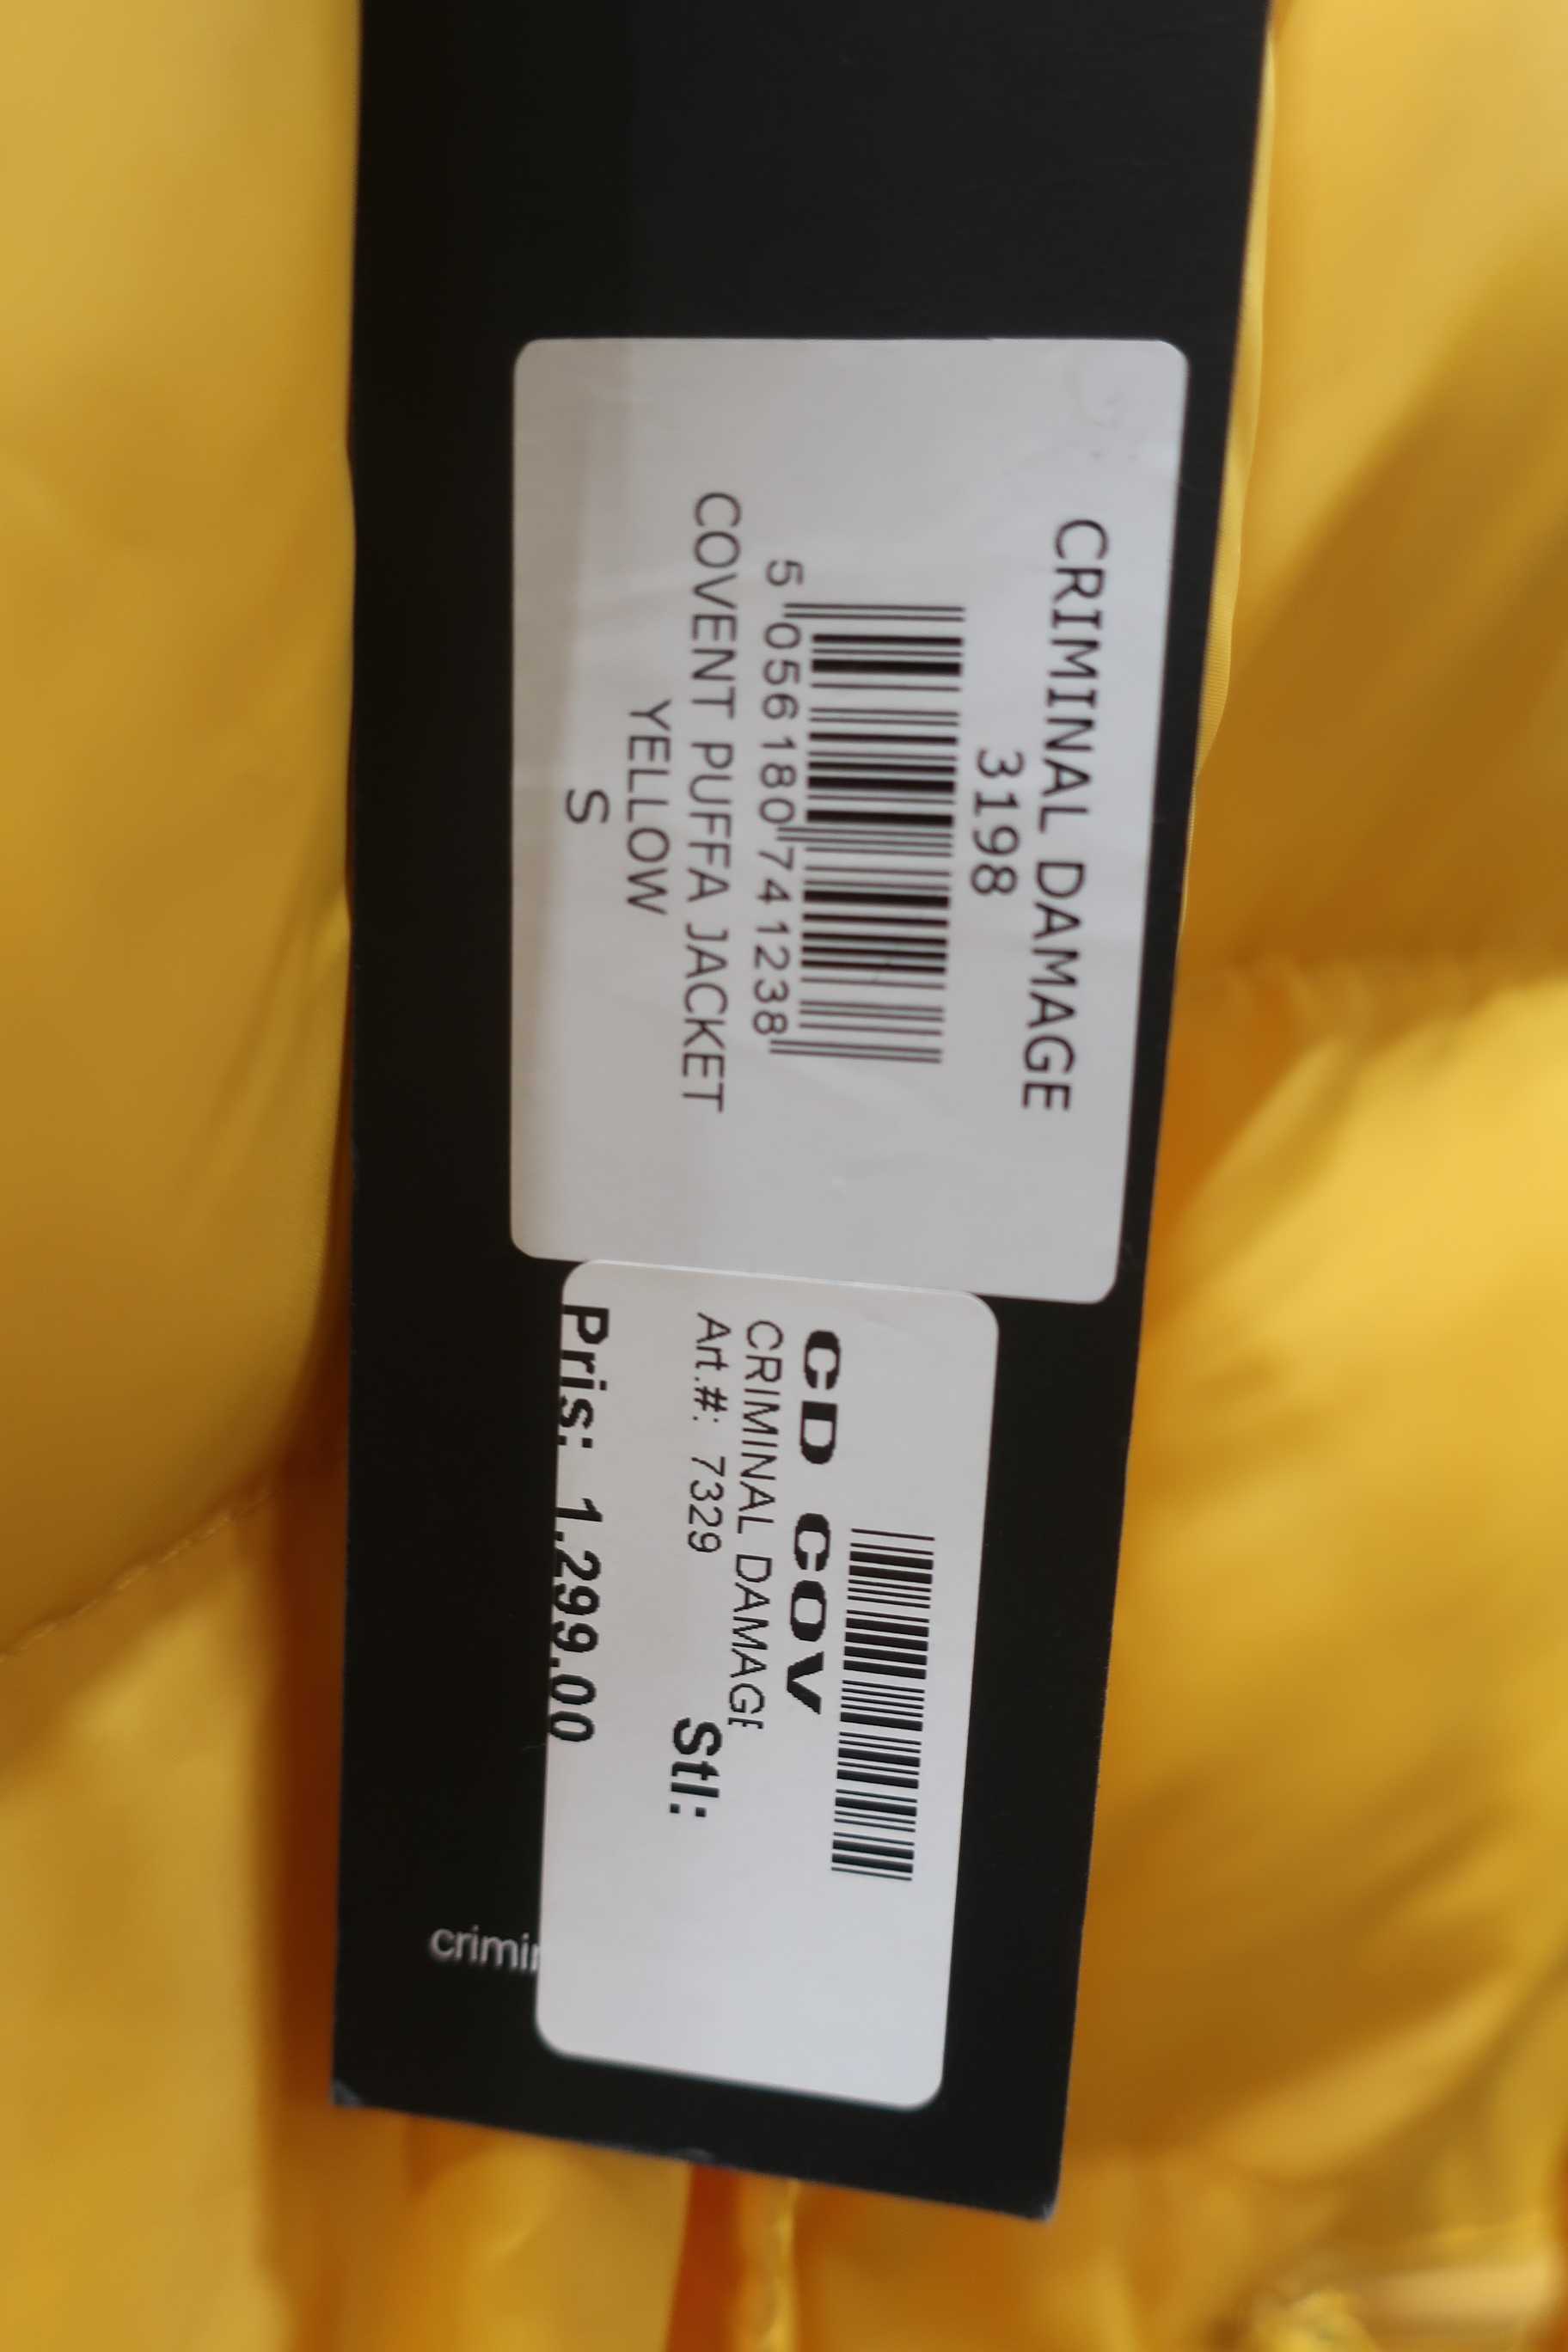 CRIMINAL DAMAGE
3198
5 056180 741238
COVENT PUFFA JACKET
YELLOW
S
CD COV
CRIMINAL DAMAGE
Art.#: 7329 Stl:
Pris: 1.299.00
crimin